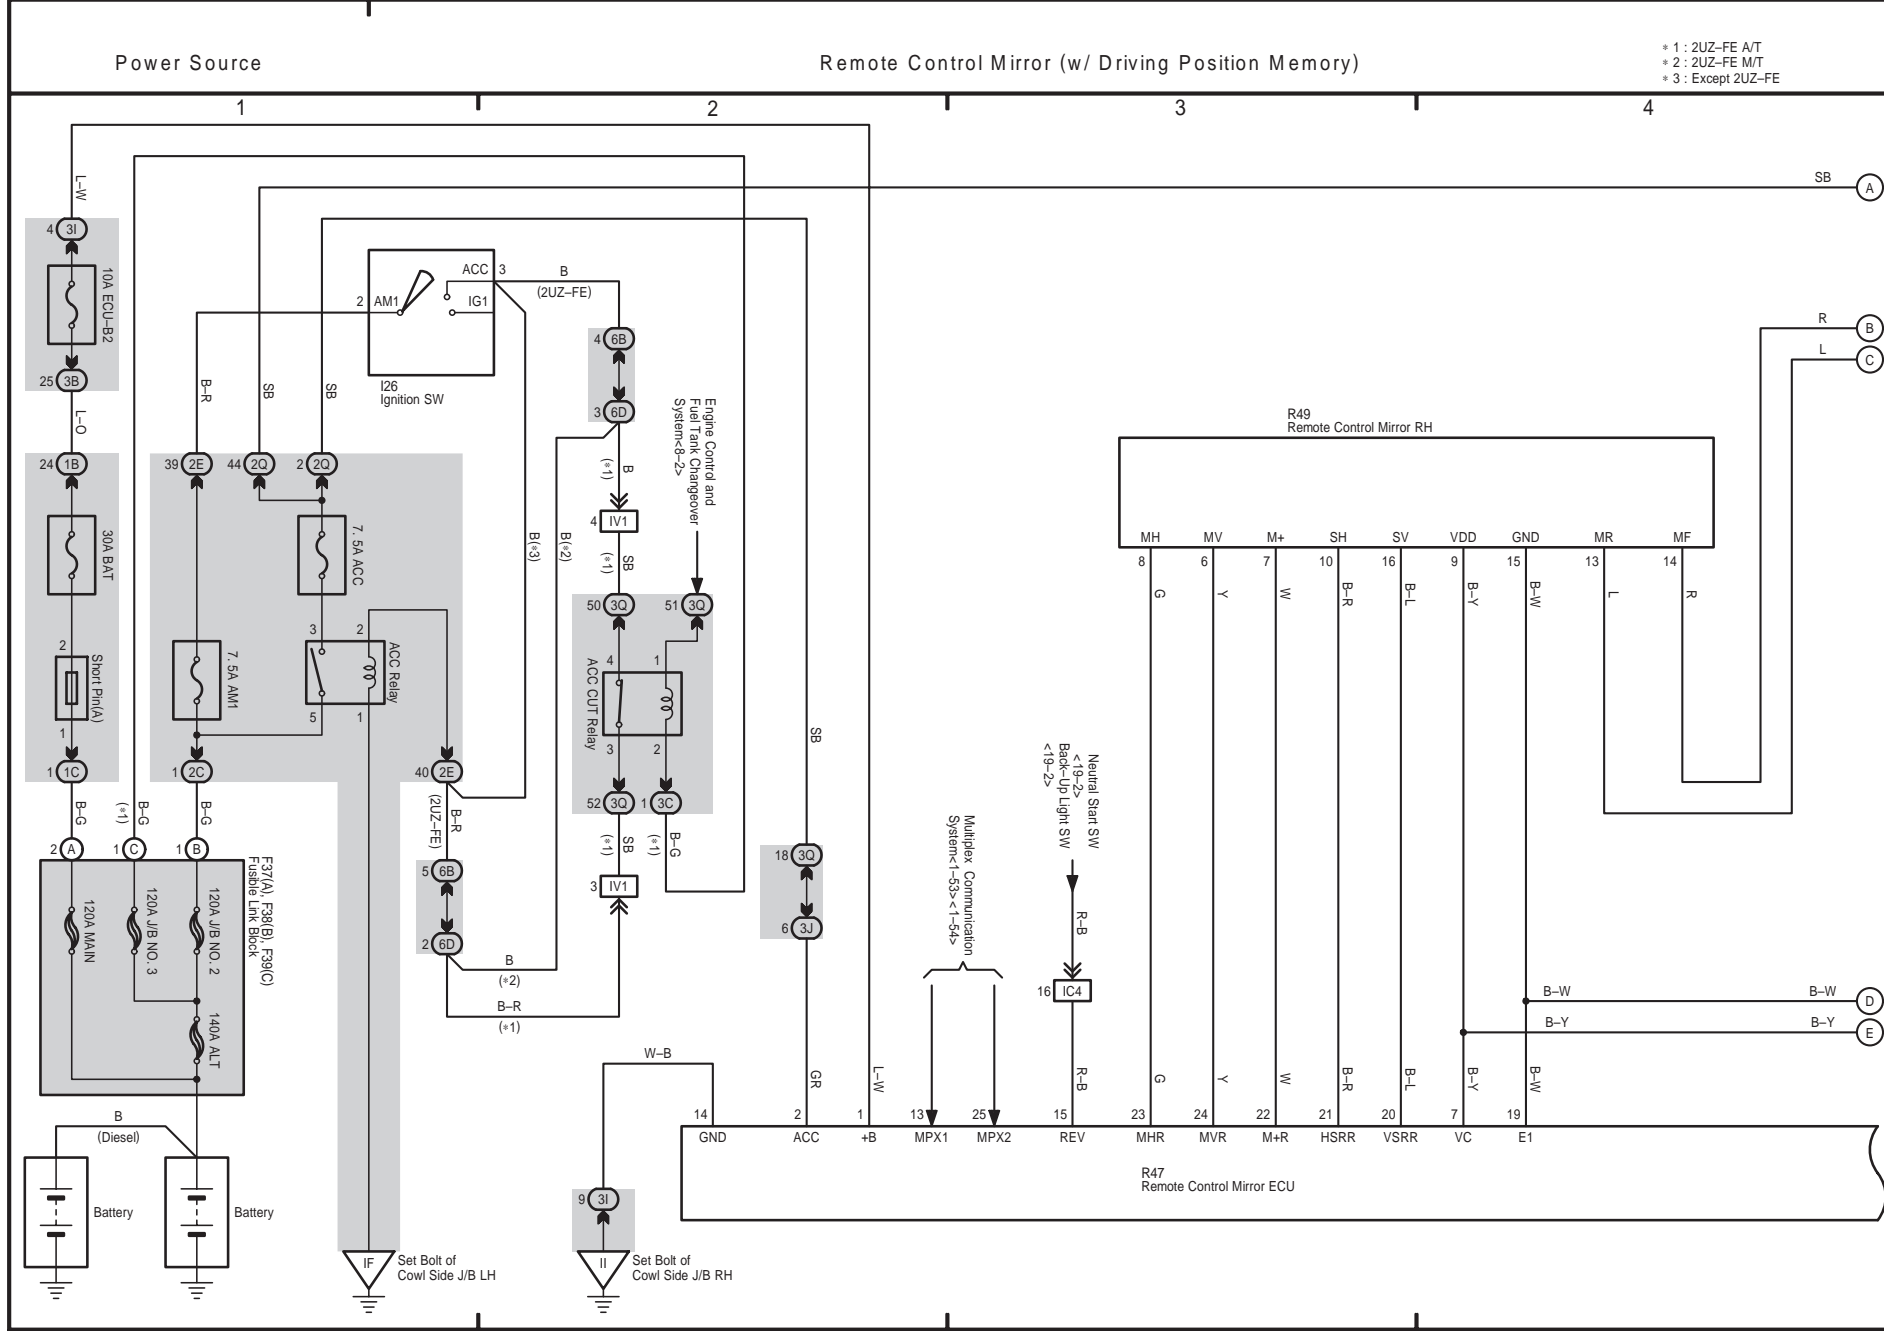 Power Source
Remote Control Mirror (w/ Driving Position Memory)
* 1 : 2UZ–FE A/T
* 2 : 2UZ–FE M/T
* 3 : Except 2UZ–FE
1
2
3
4
L–W
SB
A
4 3I
10A ECU–B2
25 3B
L–O
2 AM1
ACC 3
IG1
I26
Ignition SW
B
(2UZ–FE)
4 6B
3 6D
R
B
L
C
B–R
SB
SB
Engine Control and
Fuel Tank Changeover
System<8–2>
R49
Remote Control Mirror RH
24 1B
39 2E
44 2Q
2 2Q
B
(*1)
4 IV1
30A BAT
7. 5A ACC
B(*3)
B(*2)
SB
(*1)
MH
MV
M+
SH
SV
VDD
GND
MR
MF
8
6
7
10
16
9
15
13
14
G
Y
W
B–R
B–L
B–Y
B–W
L
R
50 3Q
51 3Q
2
Short Pin(A)
1
7. 5A AM1
3
2
ACC Relay
5
1
4
1
ACC CUT Relay
3
2
1 1C
1 2C
40 2E
52 3Q
1 3C
SB
Neutral Start SW
<19–2>
Back–Up Light SW
<19–2>
B–G
B–G
(*1)
B–G
B–R
(2UZ–FE)
SB
(*1)
B–G
(*1)
Multiplex Communication
System<1–53><1–54>
2 A
1 C
1 B
F37(A), F38(B), F39(C)
Fusible Link Block
5 6B
3 IV1
18 3Q
120A MAIN
120A J/B NO. 3
120A J/B NO. 2
2 6D
6 3J
R–B
B
(*2)
B–R
(*1)
16 IC4
B–W
B–W
D
B–Y
B–Y
E
140A ALT
W–B
GR
L–W
R–B
G
Y
W
B–R
B–L
B–Y
B–W
14
2
1
13
25
15
23
24
22
21
20
7
19
GND
ACC
+B
MPX1
MPX2
REV
MHR
MVR
M+R
HSRR
VSRR
VC
E1
B
(Diesel)
R47
Remote Control Mirror ECU
Battery
Battery
9 3I
IF
Set Bolt of
Cowl Side J/B LH
II
Set Bolt of
Cowl Side J/B RH